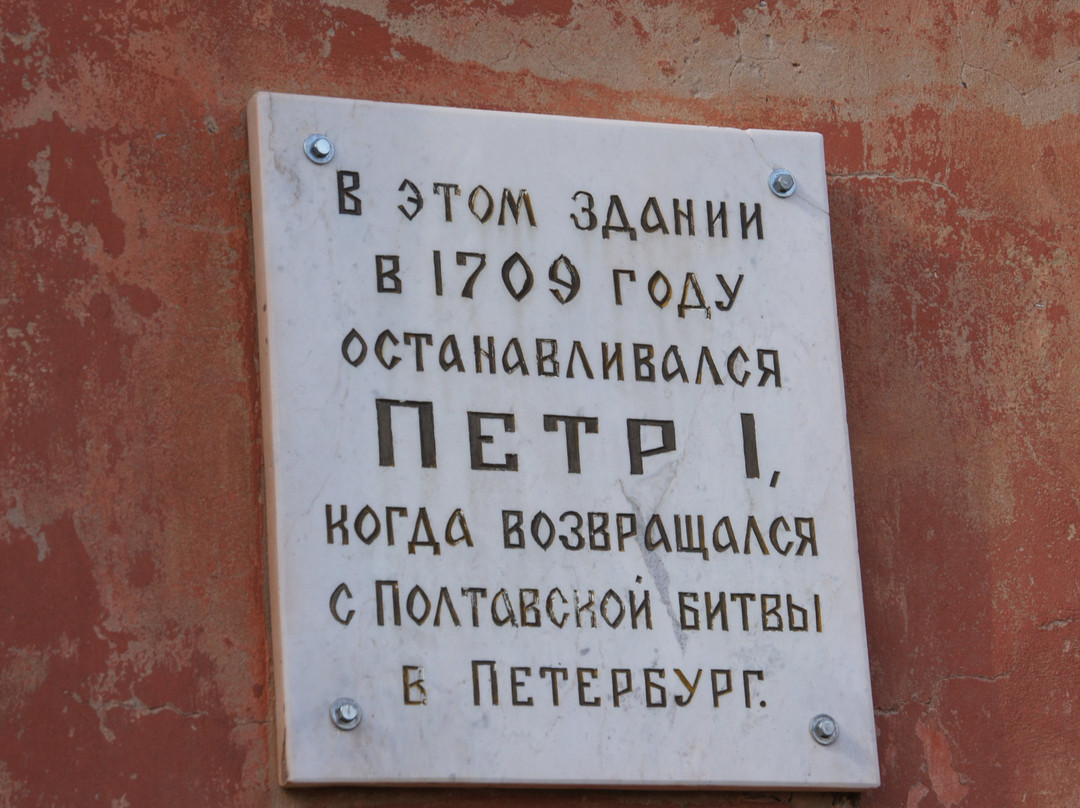 В ЭТОМ ЗДАНИИ
В 1709 ГОДУ
ОСТАНАВЛИВАЛСЯ
ПЕТР I,
КОГДА ВОЗВРАЩАЛСЯ
С ПОЛТАВСКОЙ БИТВЫ
В ПЕТЕРБУРГ.